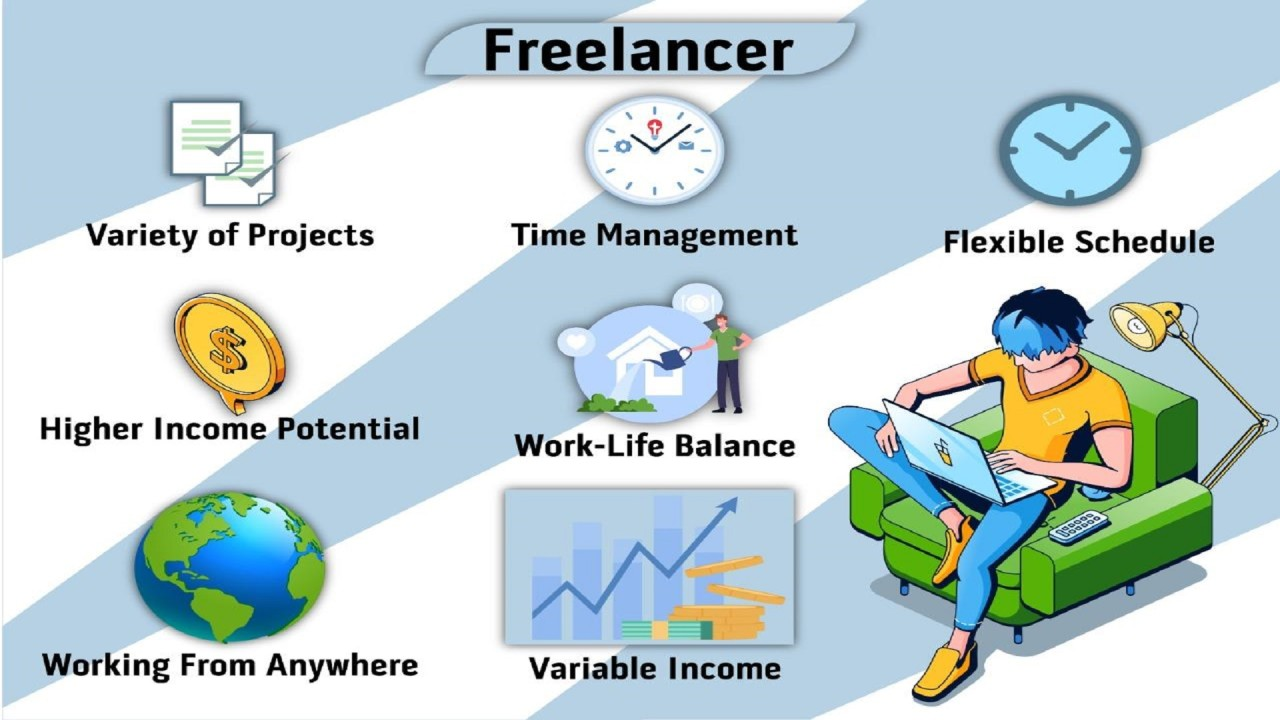 Freelancer
Variety of Projects
Time Management
Flexible Schedule
Higher Income Potential
Work-Life Balance
Working From Anywhere
Variable Income